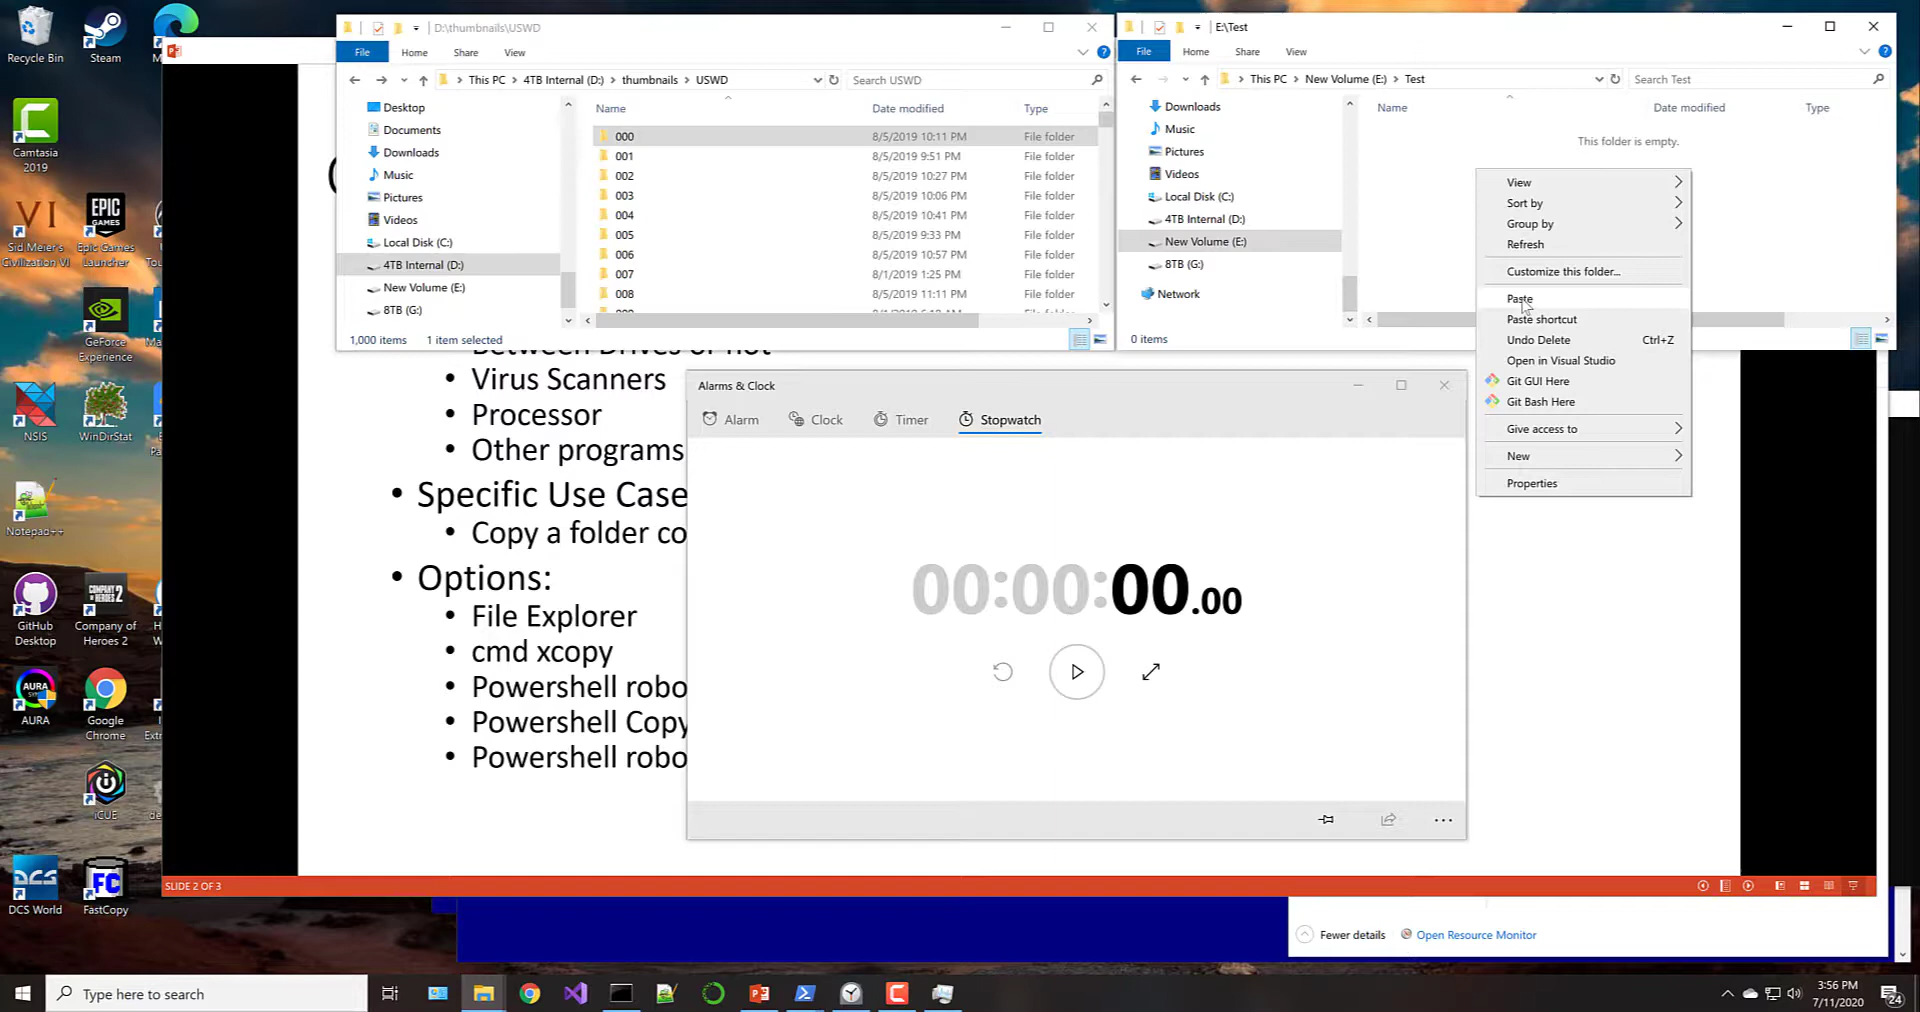 Recycle Bin
Steam
Camtasia
2019
Sid Meier's
Civilization VI
Epic Games
Launcher
GeForce
Experience
NSIS
WinDirStat
Notepad++
GitHub
Desktop
Company of
Heroes 2
AURA
Google
Chrome
iCUE
DCS World
FastCopy
D:\thumbnails\USWD
File
Home
Share
View
This PC
4TB Internal (D:)
thumbnails
USWD
Search USWD
Desktop
Documents
Downloads
Music
Pictures
Videos
Local Disk (C:)
4TB Internal (D:)
New Volume (E:)
8TB (G:)
Name Date modified Type
000 8/5/2019 10:11 PM File folder
001 8/5/2019 9:51 PM File folder
002 8/5/2019 10:27 PM File folder
003 8/5/2019 10:06 PM File folder
004 8/5/2019 10:41 PM File folder
005 8/5/2019 9:33 PM File folder
006 8/5/2019 10:57 PM File folder
007 8/1/2019 1:25 PM File folder
008 8/5/2019 11:11 PM File folder
1,000 items 1 item selected
E:\Test
File
Home
Share
View
This PC
New Volume (E:)
Test
Search Test
Downloads
Music
Pictures
Videos
Local Disk (C:)
4TB Internal (D:)
New Volume (E:)
8TB (G:)
Network
Name Date modified Type
This folder is empty.
0 items
View
Sort by
Group by
Refresh
Customize this folder...
Paste
Paste shortcut
Undo Delete Ctrl+Z
Open in Visual Studio
Git GUI Here
Git Bash Here
Give access to
New
Properties
• Virus Scanners
• Processor
• Other programs
• Specific Use Case
• Copy a folder co
• Options:
• File Explorer
• cmd xcopy
• Powershell robo
• Powershell Copy
• Powershell robo
Alarms & Clock
Alarm
Clock
Timer
Stopwatch
00:00:00.00
SLIDE 2 OF 3
Fewer details
Open Resource Monitor
Type here to search
3:56 PM
7/11/2020
24